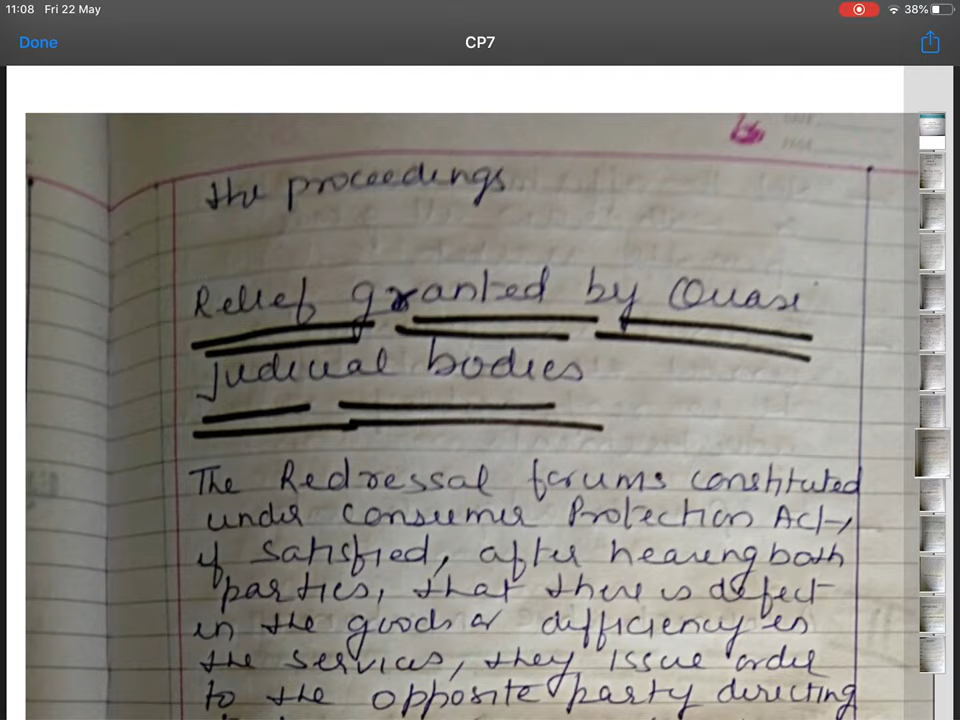 11:08 Fri 22 May
38%
Done
CP7
the proceedings
Relief granted by Quasi
judicial bodies
The Redressal forums constituted
under Consumer Protection Act,
if satisfied, after hearing both
parties, that there is defect
in the goods or difficiency in
the services, they issue order
to the opposite party directing